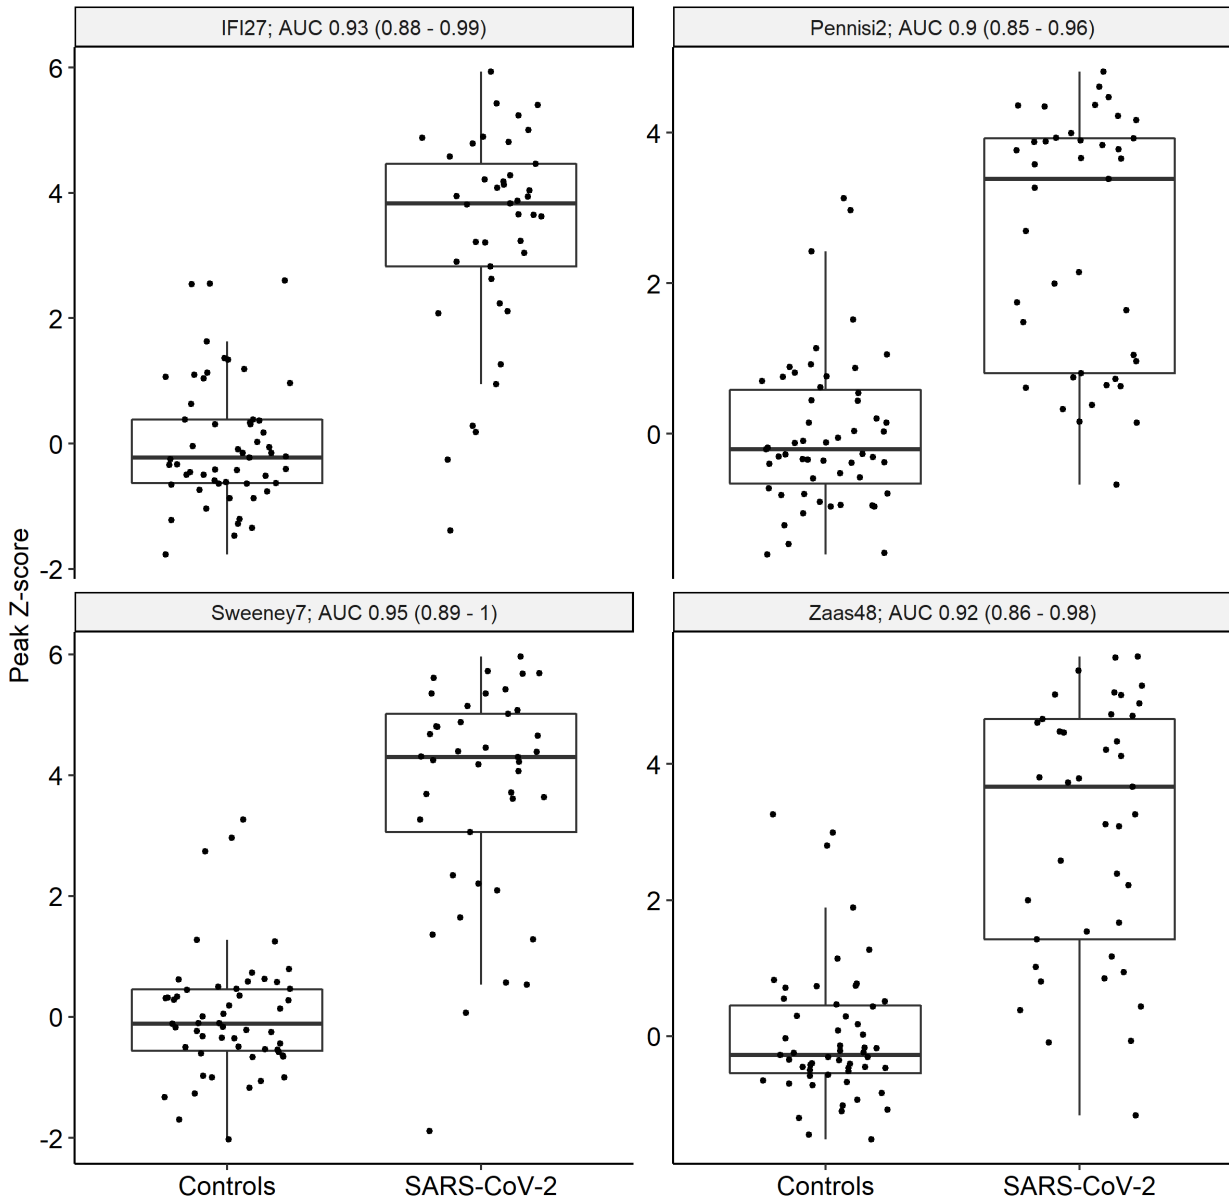 IFI27; AUC 0.93 (0.88 - 0.99)
Pennisi2; AUC 0.9 (0.85 - 0.96)
6
4
2
0
-2
4
2
0
Peak Z-score
Sweeney7; AUC 0.95 (0.89 - 1)
Zaas48; AUC 0.92 (0.86 - 0.98)
6
4
2
0
-2
4
2
0
Controls
SARS-CoV-2
Controls
SARS-CoV-2